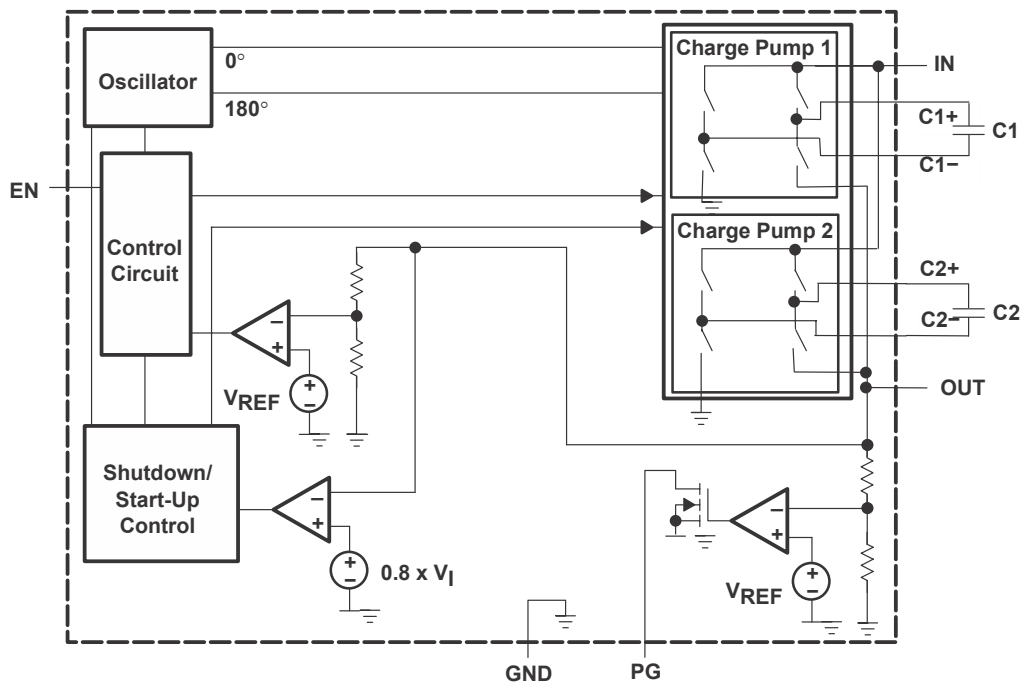 Oscillator
0°
180°
Charge Pump 1
IN
C1+
C1
C1−
EN
Control
Circuit
Charge Pump 2
C2+
C2
C2−
−
+
VREF
+
−
OUT
Shutdown/
Start-Up
Control
−
+
+
−
0.8 x VI
−
+
VREF
+
−
GND
PG